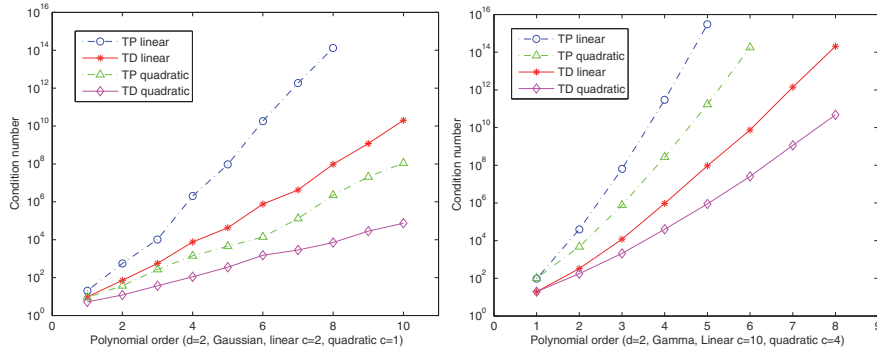 10^16
10^14
10^12
10^10
10^8
10^6
10^4
10^2
10^0
Condition number
TP linear
TD linear
TP quadratic
TD quadratic
0 2 4 6 8 10
Polynomial order (d=2, Gaussian, linear c=2, quadratic c=1)
10^16
10^14
10^12
10^10
10^8
10^6
10^4
10^2
10^0
Condition number
TP linear
TP quadratic
TD linear
TD quadratic
0 1 2 3 4 5 6 7 8 9
Polynomial order (d=2, Gamma, Linear c=10, quadratic c=4)